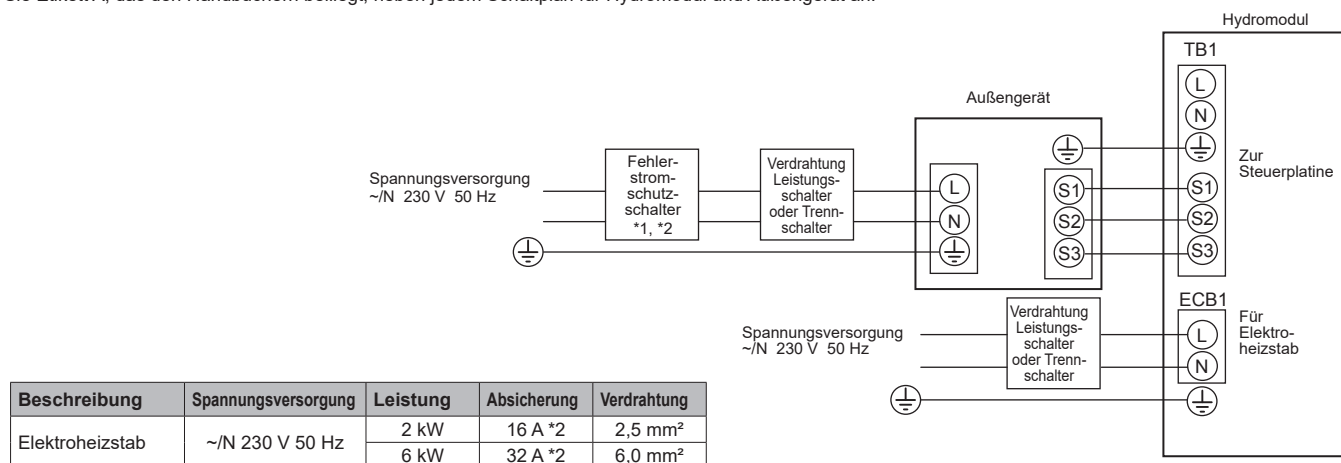 Hydromodul
TB1
L
N
Zur
Steuerplatine
S1
S2
S3
Außengerät
S1
S2
S3
L
N
Fehler-
strom-
schutz-
schalter
*1, *2
Verdrahtung
Leistungs-
schalter
oder Trenn-
schalter
Spannungsversorgung
~/N 230 V 50 Hz
ECB1
L
N
Für
Elektro-
heizstab
Verdrahtung
Leistungs-
schalter
oder Trenn-
schalter
Spannungsversorgung
~/N 230 V 50 Hz
Beschreibung Spannungsversorgung Leistung Absicherung Verdrahtung
Elektroheizstab ~/N 230 V 50 Hz 2 kW 16 A *2 2,5 mm²
6 kW 32 A *2 6,0 mm²